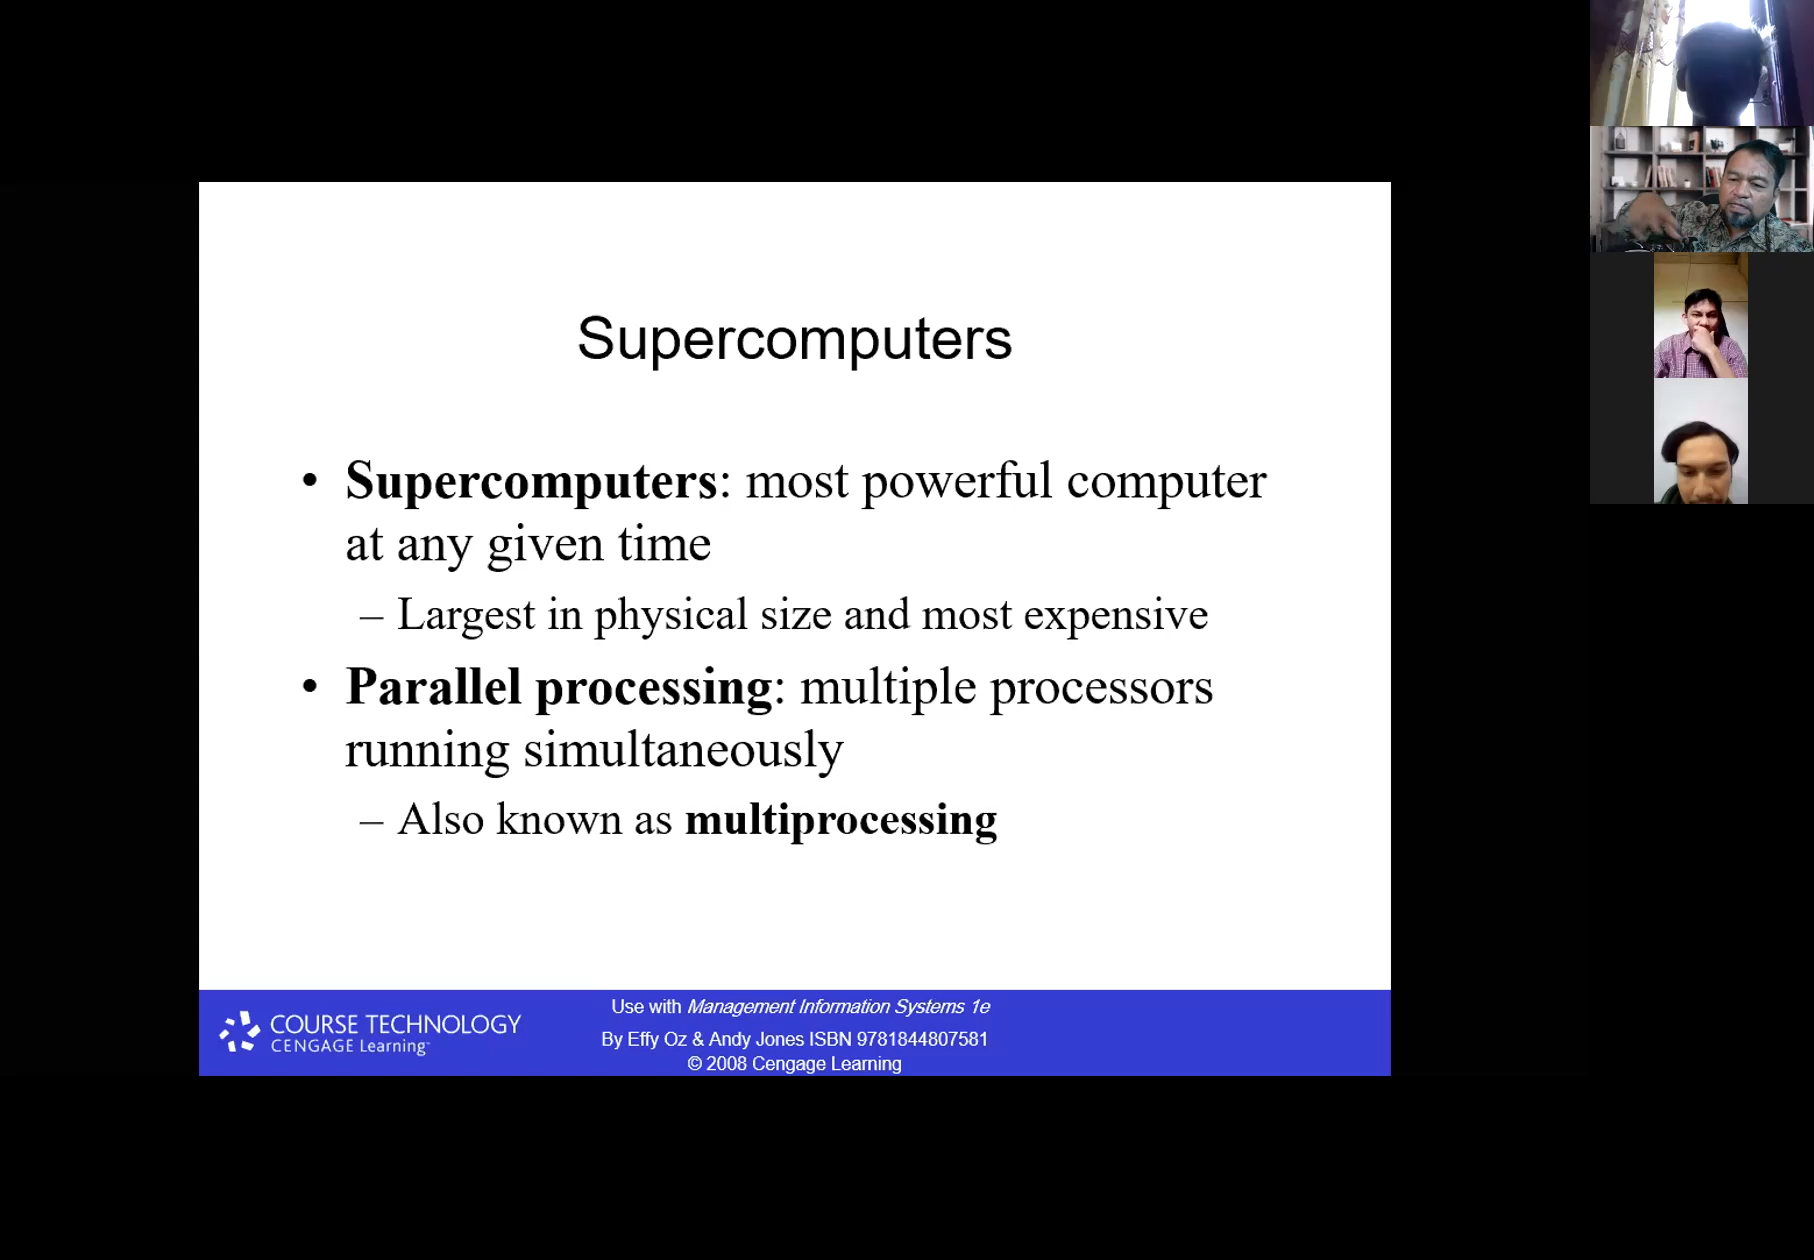 Supercomputers
• Supercomputers: most powerful computer
at any given time
– Largest in physical size and most expensive
• Parallel processing: multiple processors
running simultaneously
– Also known as multiprocessing
COURSE TECHNOLOGY
CENGAGE Learning™
Use with Management Information Systems 1e
By Effy Oz & Andy Jones ISBN 9781844807581
© 2008 Cengage Learning